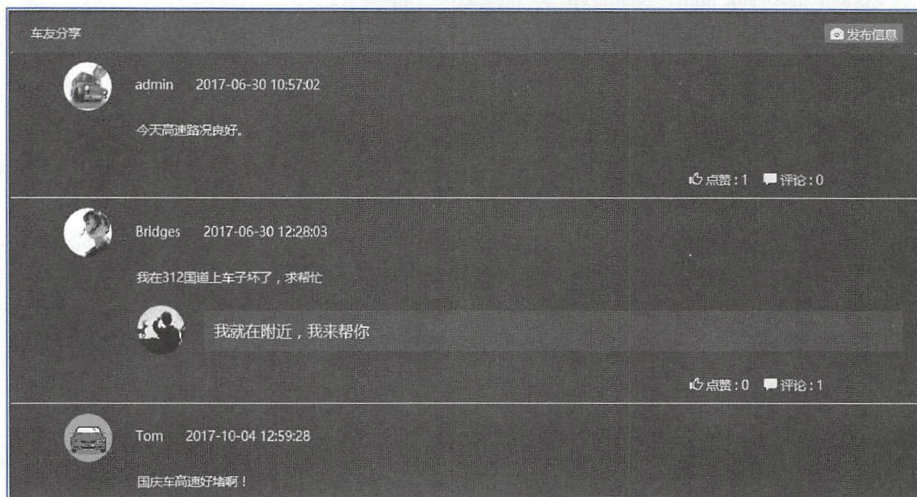 车友分享
发布信息
admin 2017-06-30 10:57:02
今天高速路况良好。
点赞 : 1 评论 : 0
Bridges 2017-06-30 12:28:03
我在312国道上车子坏了，求帮忙
我就在附近，我来帮你
点赞 : 0 评论 : 1
Tom 2017-10-04 12:59:28
国庆车高速好堵啊！